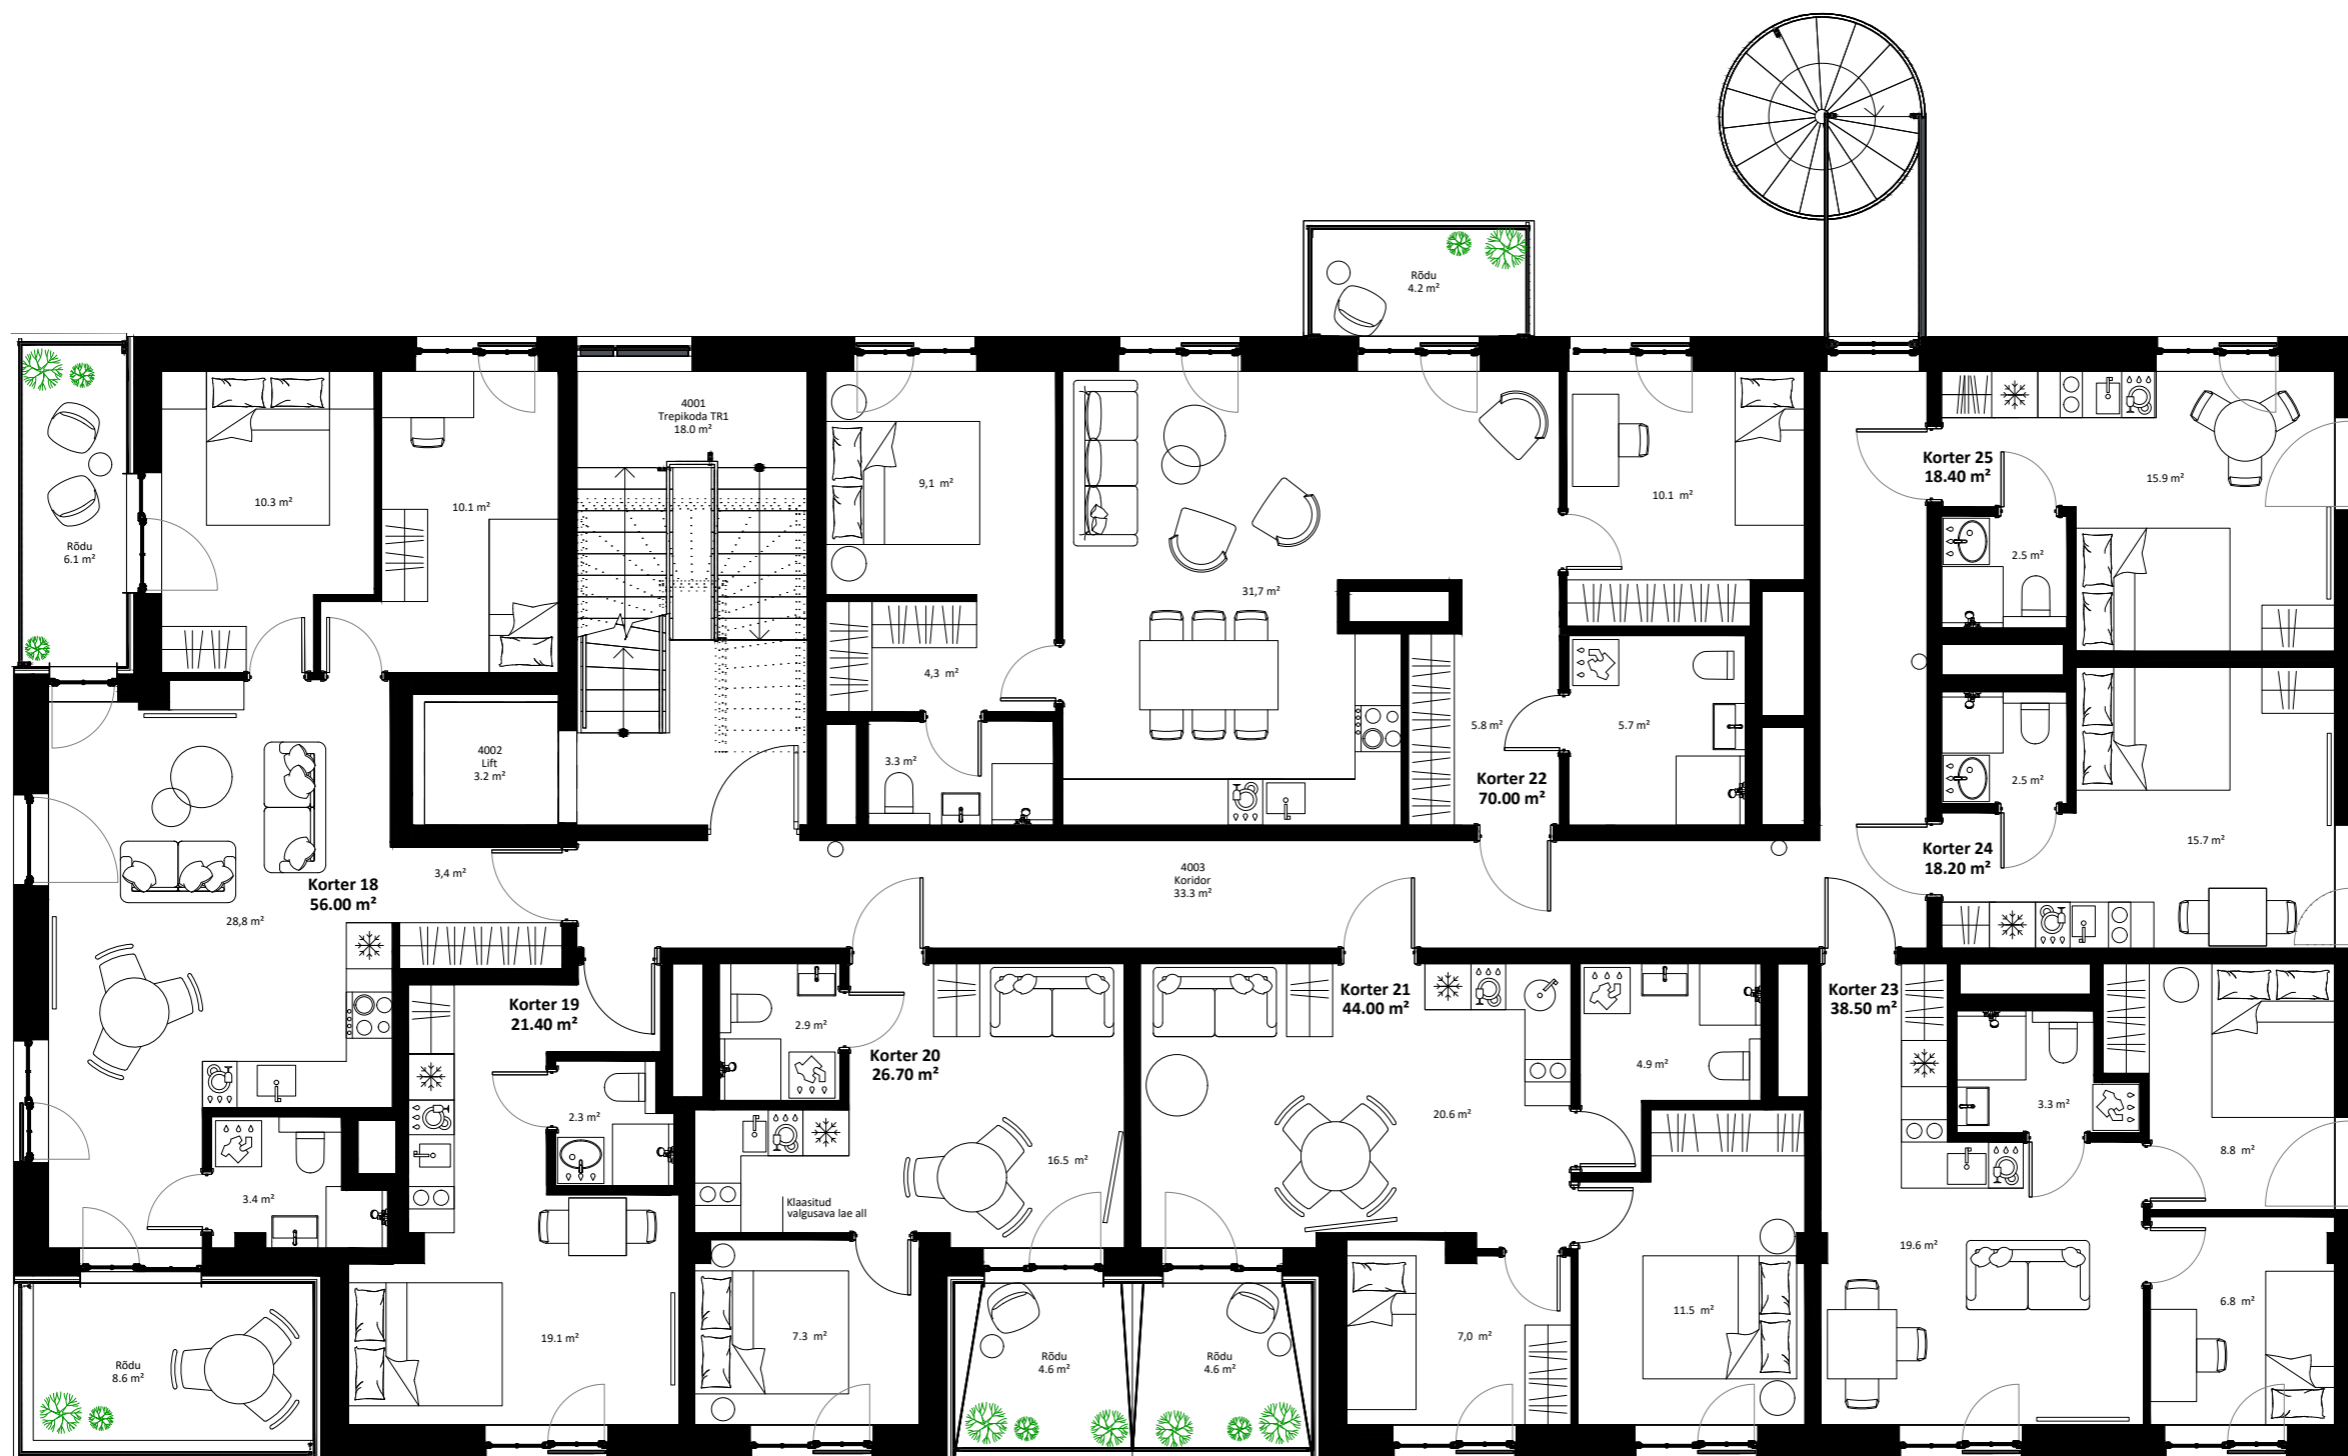 Rõdu
4.2 m²
4001
Trepikoda TR1
18.0 m²
10.3 m²
10.1 m²
Rõdu
6.1 m²
9,1 m²
31,7 m²
10.1 m²
Korter 25
18.40 m²
15.9 m²
2.5 m²
4,3 m²
4002
Lift
3.2 m²
3.3 m²
5.8 m²
5.7 m²
Korter 22
70.00 m²
2.5 m²
15.7 m²
Korter 24
18.20 m²
Korter 18
56.00 m²
3,4 m²
28,8 m²
4003
Koridor
33.3 m²
Korter 19
21.40 m²
2.9 m²
Korter 20
26.70 m²
Korter 21
44.00 m²
Korter 23
38.50 m²
4.9 m²
2.3 m²
20.6 m²
3.3 m²
16.5 m²
8.8 m²
3.4 m²
Klaasitud
valgusava lae all
19.6 m²
19.1 m²
7.3 m²
7,0 m²
11.5 m²
6.8 m²
Rõdu
8.6 m²
Rõdu
4.6 m²
Rõdu
4.6 m²